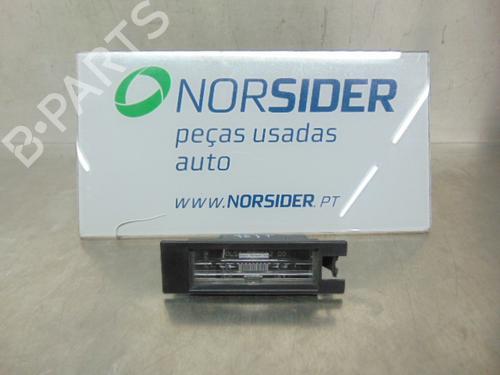 NORSIDER
peças usadas
auto
www.NORSIDER.PT
B-PARTS